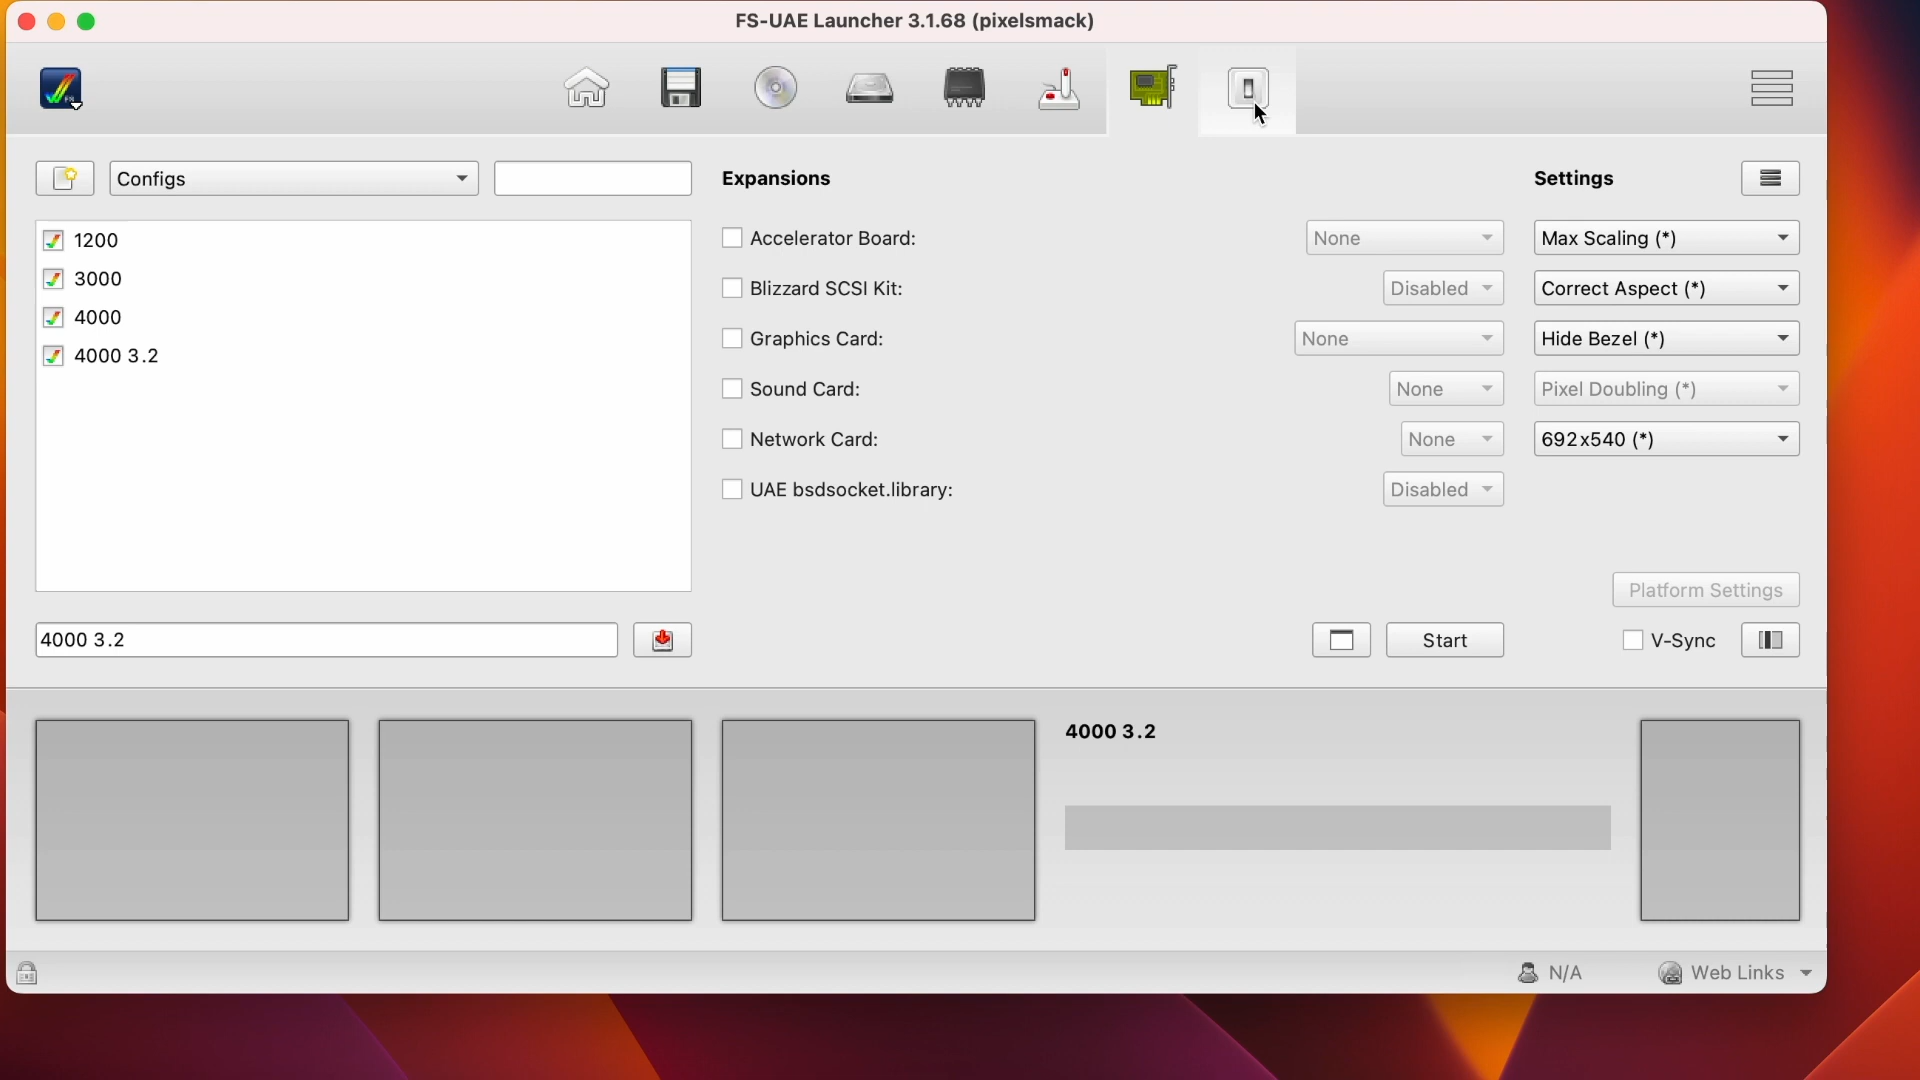 FS-UAE Launcher 3.1.68 (pixelsmack)
Configs
Expansions
Settings
1200
3000
4000
4000 3.2
Accelerator Board:
None
Max Scaling (*)
Blizzard SCSI Kit:
Disabled
Correct Aspect (*)
Graphics Card:
None
Hide Bezel (*)
Sound Card:
None
Pixel Doubling (*)
Network Card:
None
692x540 (*)
UAE bsdsocket.library:
Disabled
Platform Settings
4000 3.2
Start
V-Sync
4000 3.2
N/A
Web Links